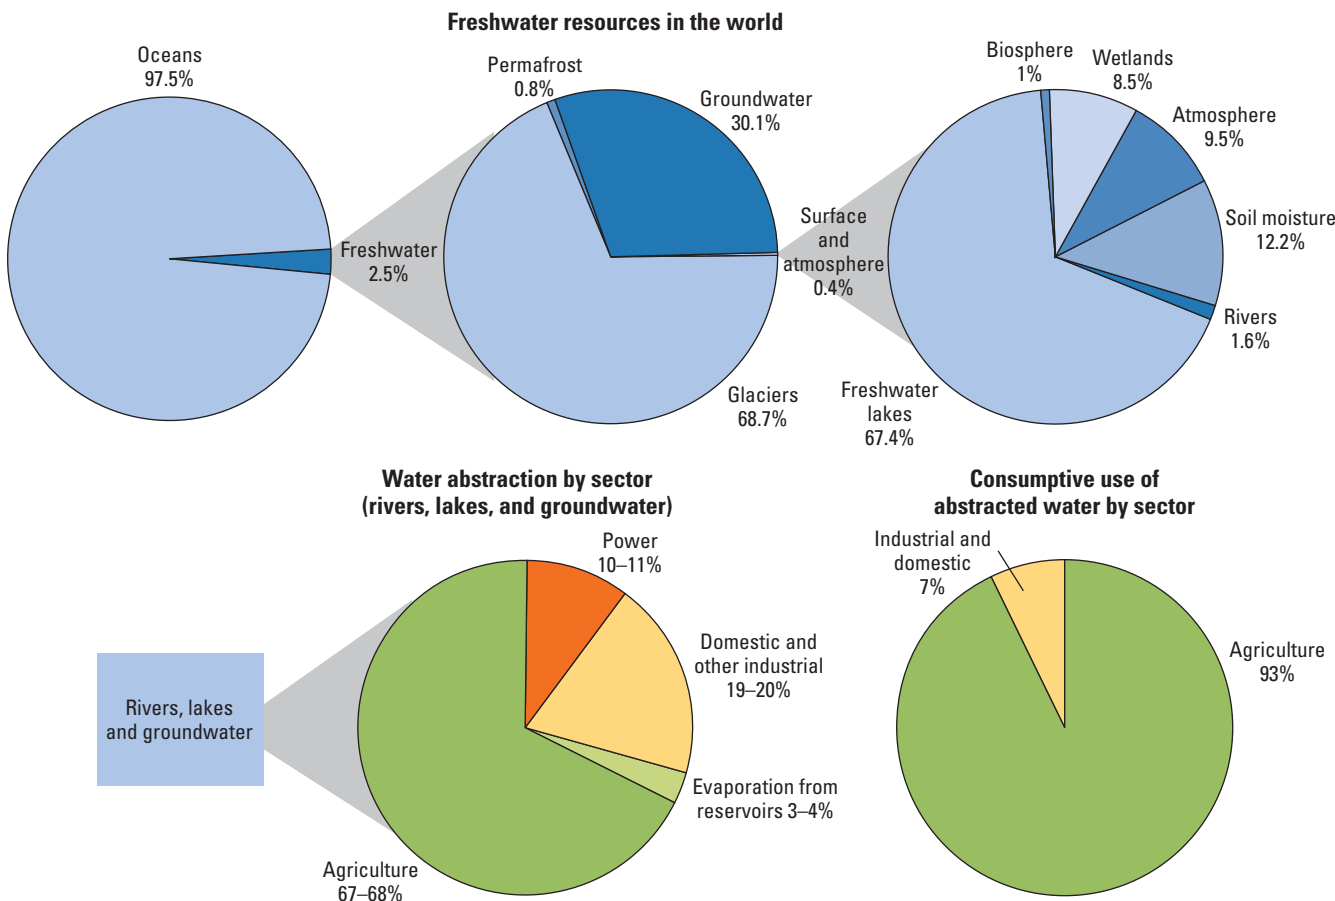 Freshwater resources in the world
Oceans
97.5%
Freshwater
2.5%
Permafrost
0.8%
Groundwater
30.1%
Surface
and
atmosphere
0.4%
Glaciers
68.7%
Biosphere
1%
Wetlands
8.5%
Atmosphere
9.5%
Soil moisture
12.2%
Rivers
1.6%
Freshwater
lakes
67.4%
Water abstraction by sector
(rivers, lakes, and groundwater)
Rivers, lakes
and groundwater
Power
10–11%
Domestic and
other industrial
19–20%
Evaporation from
reservoirs 3–4%
Agriculture
67–68%
Consumptive use of
abstracted water by sector
Industrial and
domestic
7%
Agriculture
93%